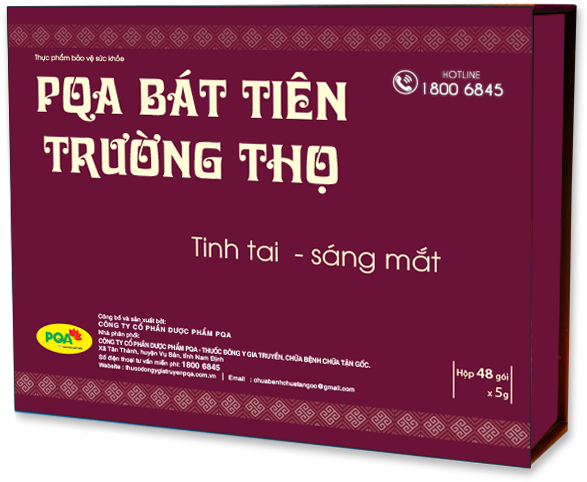 Thực phẩm bảo vệ sức khỏe
PQA BÁT TIÊN
TRƯỜNG THỌ
HOTLINE
1800 6845
Tinh tai - sáng mắt
PQA
Công bố và sản xuất bởi:
CÔNG TY CỔ PHẦN DƯỢC PHẨM PQA
Nhà phân phối:
CÔNG TY CỔ PHẦN DƯỢC PHẨM PQA - THUỐC ĐÔNG Y GIA TRUYỀN, CHỮA BỆNH CHỮA TẬN GỐC.
Xã Tân Thành, huyện Vụ Bản, tỉnh Nam Định
Số điện thoại tư vấn miễn phí: 1800 6845
Website : thuocdongygiatruyenpqa.com.vn | Email : chuabenhchuatangoc@gmail.com
Hộp 48 gói
x 5g